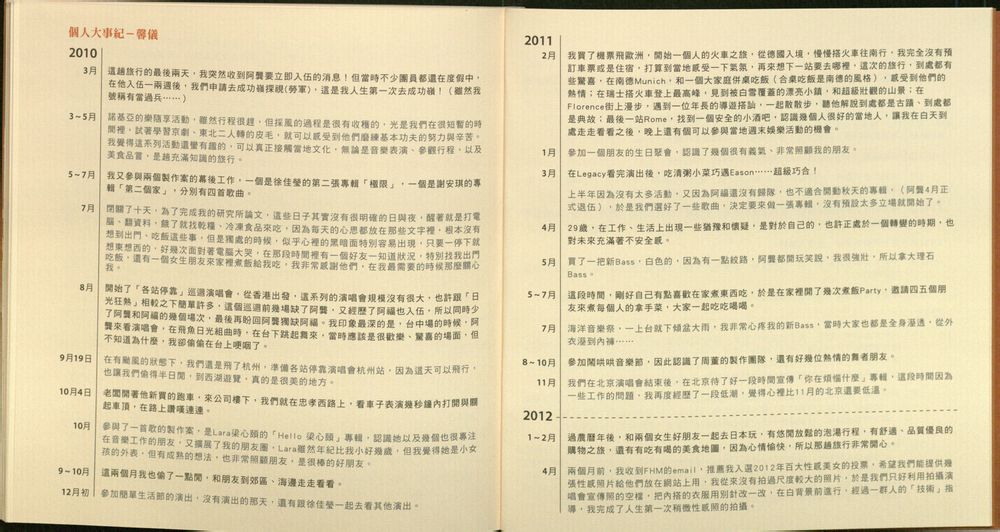 個人大事紀－馨儀
2010
3月
這趟旅行的最後兩天，我突然收到阿龔要立即入伍的消息！但當時不少團員都還在度假中，
在他入伍一兩週後，我們申請去成功嶺探視(勞軍)，這是我人生第一次去成功嶺！（雖然我
號稱有當過兵⋯⋯）
3~5月
諾基亞的樂隨享活動，雖然行程很趕，但採風的過程是很有收穫的，光是我們在很短暫的時
間裡，試著學習京劇、東北二人轉的皮毛，就可以感受到他們磨練基本功夫的努力與辛苦。
我覺得這系列活動還蠻有趣的，可以真正接觸當地文化，無論是音樂表演、參觀行程，以及
美食品嘗，是趟充滿知識的旅行。
5~7月
我又參與兩個製作案的幕後工作，一個是徐佳瑩的第二張專輯「極限」，一個是謝安琪的專
輯「第二個家」，分別有四首歌曲。
7月
閉關了十天，為了完成我的研究所論文，這些日子其實沒有很明確的日與夜，醒著就是打電
腦、翻資料，餓了就找乾糧，冷凍食品來吃，因為每天的心思都放在那些文字裡，根本沒有
想到出門、吃飯這些事，但是獨處的時候，似乎心裡的黑暗面特別容易出現，只要一停下就
想東想西的，好幾次面對著電腦大哭，在那段時間裡有一個好友一知道狀況，特別找我出門
吃飯，還有一個女生朋友來家裡煮飯給我吃，我非常感謝他們，在我最需要的時候那麼關心
我。
8月
開始了「各站停靠」巡迴演唱會，從香港出發，這系列的演唱會規模沒有很大，也許跟「日
光狂熱」相較之下簡單許多，這個巡迴前幾場缺了阿龔，又經歷了阿福也入伍，所以同時少
了阿龔和阿福的幾個場次，最後再盼回阿龔獨缺阿福。我印象最深的是，台中場的時候，阿
龔來看演唱會，在飛魚日光組曲時，在台下跳起舞來，當時應該是很歡樂、驚喜的場面，但
不知道為什麼，我卻偷偷在台上哽咽了。
9月19日
在有颱風的狀態下，我們還是飛了杭州，準備各站停靠演唱會杭州站，因為這天可以飛行，
也讓我們偷得半日閒，到西湖遊覽，真的是很美的地方。
10月4日
老闆開著他新買的跑車，來公司樓下，我們就在忠孝西路上，看車子表演幾秒鐘內打開與關
起車頂，在路上讚嘆連連。
10月
參與了一首歌的製作案，是Lara梁心頤的「Hello 梁心頤」專輯，認識她以及幾個也很專注
在音樂工作的朋友，又擴展了我的朋友圈，Lara雖然年紀比我小好幾歲，但我覺得她是小女
孩的外表，但有成熟的想法，也非常照顧朋友，是很棒的好朋友。
9~10月
這兩個月我也偷了一點閒，和朋友到郊區、海邊走走看看。
12月初
參加簡單生活節的演出，沒有演出的那天，還有跟徐佳瑩一起去看其他演出。
2011
2月
我買了機票飛歐洲，開始一個人的火車之旅，從德國入境，慢慢搭火車往南行，我完全沒有預
訂車票或是住宿，打算到當地感受一下氣氛，再來想下一站要去哪裡，這次的旅行，到處都有
些驚喜，在南德Munich，和一個大家庭併桌吃飯（合桌吃飯是南德的風格），感受到他們的
熱情；在瑞士搭火車登上最高峰，見到被白雪覆蓋的漂亮小鎮，和超級壯觀的山景；在
Florence街上漫步，遇到一位年長的導遊搭訕，一起散散步，聽他解說到處都是古蹟、到處都
是典故；最後一站Rome，找到一個安全的小酒吧，認識幾個人很好的當地人，讓我在白天到
處走走看看之後，晚上還有個可以參與當地週末娛樂活動的機會。
1月
參加一個朋友的生日聚會，認識了幾個很有義氣、非常照顧我的朋友。
3月
在Legacy看完演出後，吃清粥小菜巧遇Eason⋯⋯超級高興！
上半年因為沒有太多活動，又因為阿福還沒有歸隊，也不適合開動秋天的專輯，（阿龔4月正
式退伍），於是我們選好了一些歌曲，決定要來做一張專輯，沒有預設太多立場就開始了。
4月
29歲，在工作、生活上出現一些猶豫和懷疑，是對於自己的，也許正處於一個轉變的時期，也
對未來充滿著不安全感。
5月
買了一把新Bass，白色的，因為有一點紋路，阿龔都開玩笑說，我很強壯，所以拿大理石
Bass。
5~7月
這段時間，剛好自己有點喜歡在家煮東西吃，於是在家裡開了幾次煮飯Party，邀請四五個朋
友來煮每個人的拿手菜，大家一起吃吃喝喝。
7月
海洋音樂祭，一上台就下傾盆大雨，我非常心疼我的新Bass，當時大家也都是全身溼透，從外
衣溼到內褲⋯⋯
8~10月
參加鬧哄哄音樂節，因此認識了周董的製作團隊，還有好幾位熱情的舞者朋友。
11月
我們在北京演唱會結束後，在北京待了好一段時間宣傳「你在煩惱什麼」專輯，這段時間因為
一些工作的問題，我再度經歷了一段低潮，覺得心裡比11月的北京還要低溫。
2012
1~2月
過農曆年後，和兩個女生好朋友一起去日本玩，有悠閒放鬆的泡湯行程，有舒適、品質優良的
購物之旅，還有有吃有喝的美食地圖，因為心情愉快，所以那趟旅行非常開心。
4月
兩個月前，我收到FHM的email，推薦我入選2012年百大性感美女的投票，希望我們能提供幾
張性感照片給他們放在網站上用，我從來沒有拍過尺度較大的照片，於是我們只好利用拍攝演
唱會宣傳照的空檔，把內搭的衣服用別針改一改，在白背景前進行，經過一群人的「技術」指
導，我完成了人生第一次稍微性感照的拍攝。